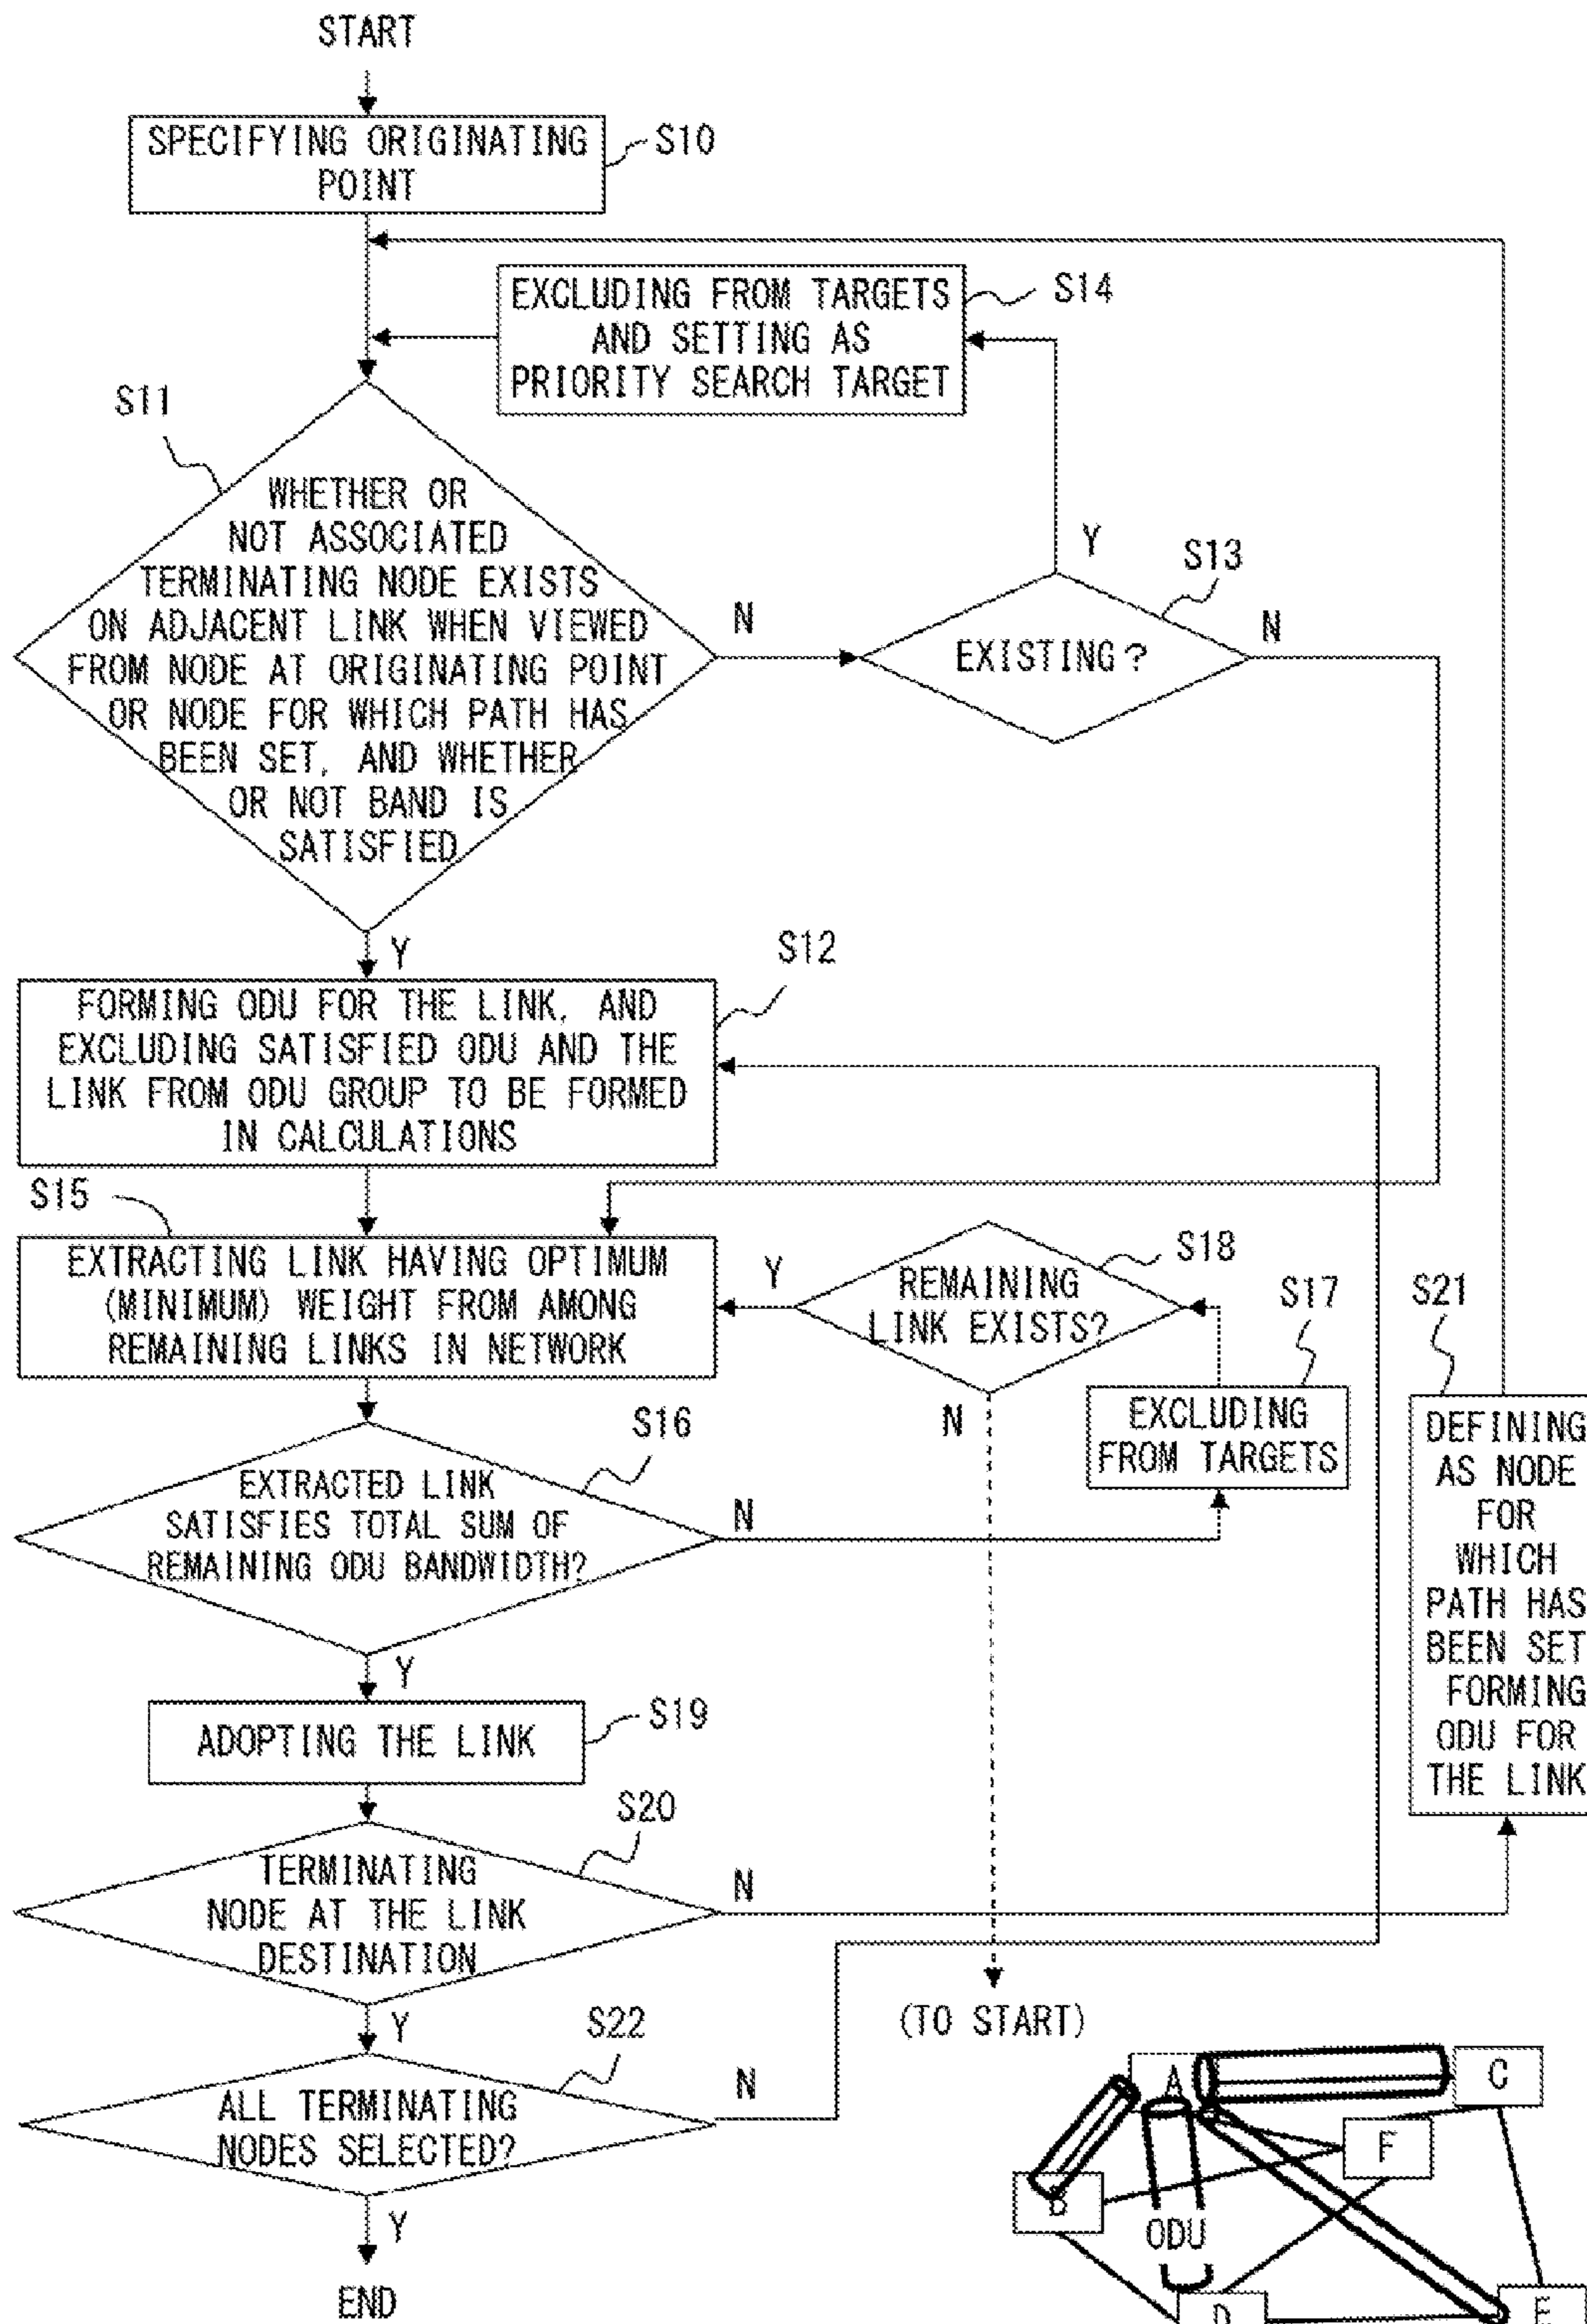 START
SPECIFYING ORIGINATING
POINT
S10
EXCLUDING FROM TARGETS
AND SETTING AS
PRIORITY SEARCH TARGET
S14
S11
WHETHER OR
NOT ASSOCIATED
TERMINATING NODE EXISTS
ON ADJACENT LINK WHEN VIEWED
FROM NODE AT ORIGINATING POINT
OR NODE FOR WHICH PATH HAS
BEEN SET, AND WHETHER
OR NOT BAND IS
SATISFIED
N
Y
S13
EXISTING?
Y
N
S12
FORMING ODU FOR THE LINK, AND
EXCLUDING SATISFIED ODU AND THE
LINK FROM ODU GROUP TO BE FORMED
IN CALCULATIONS
S15
EXTRACTING LINK HAVING OPTIMUM
(MINIMUM) WEIGHT FROM AMONG
REMAINING LINKS IN NETWORK
Y
REMAINING
LINK EXISTS?
S18
N
S17
EXCLUDING
FROM TARGETS
S21
DEFINING
AS NODE
FOR
WHICH
PATH HAS
BEEN SET
FORMING
ODU FOR
THE LINK
S16
EXTRACTED LINK
SATISFIES TOTAL SUM OF
REMAINING ODU BANDWIDTH?
N
Y
ADOPTING THE LINK
S19
S20
TERMINATING
NODE AT THE LINK
DESTINATION
N
Y
(TO START)
S22
ALL TERMINATING
NODES SELECTED?
N
Y
END
A
C
F
B
ODU
D
E